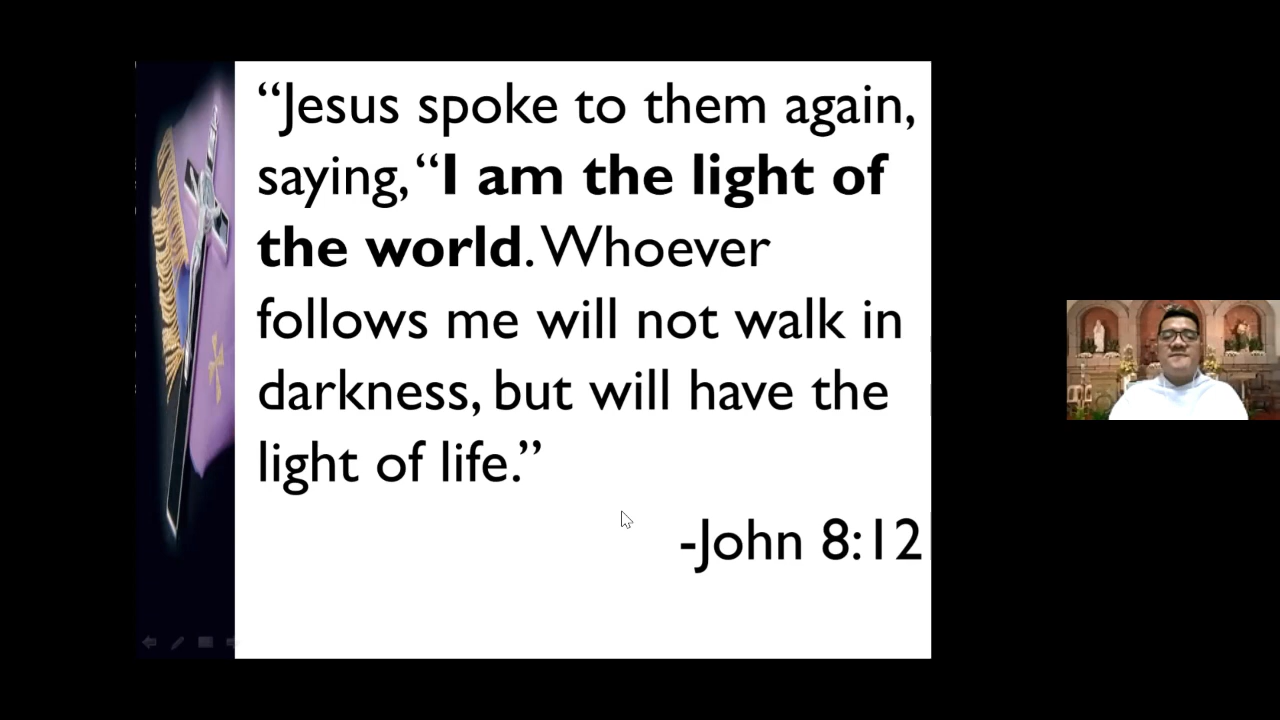 “Jesus spoke to them again,
saying, “I am the light of
the world. Whoever
follows me will not walk in
darkness, but will have the
light of life.”
-John 8:12